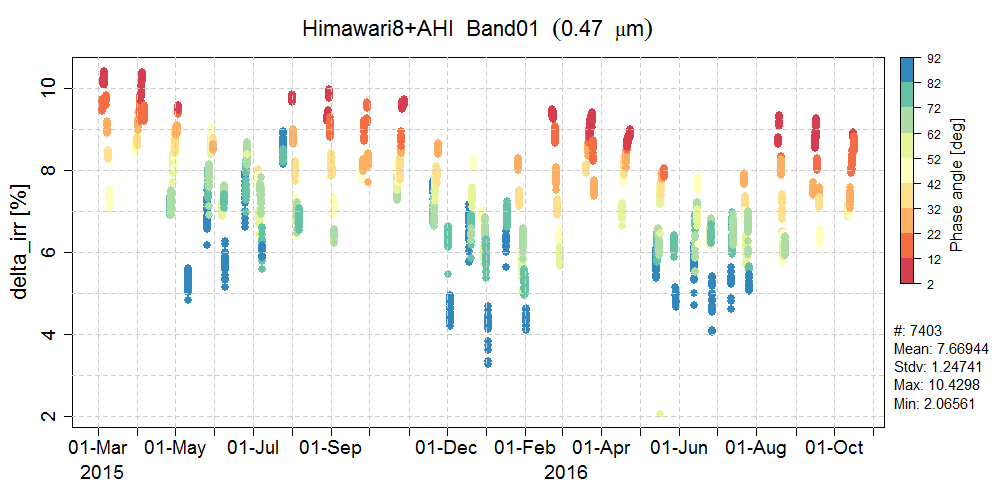 Himawari8+AHI Band01 (0.47 μm)
delta_irr [%]
10
8
6
4
2
01-Mar 01-May 01-Jul 01-Sep 01-Dec 01-Feb 01-Apr 01-Jun 01-Aug 01-Oct
2015 2016
92
82
72
62
52
42
32
22
12
2
Phase angle [deg]
#: 7403
Mean: 7.66944
Stdv: 1.24741
Max: 10.4298
Min: 2.06561